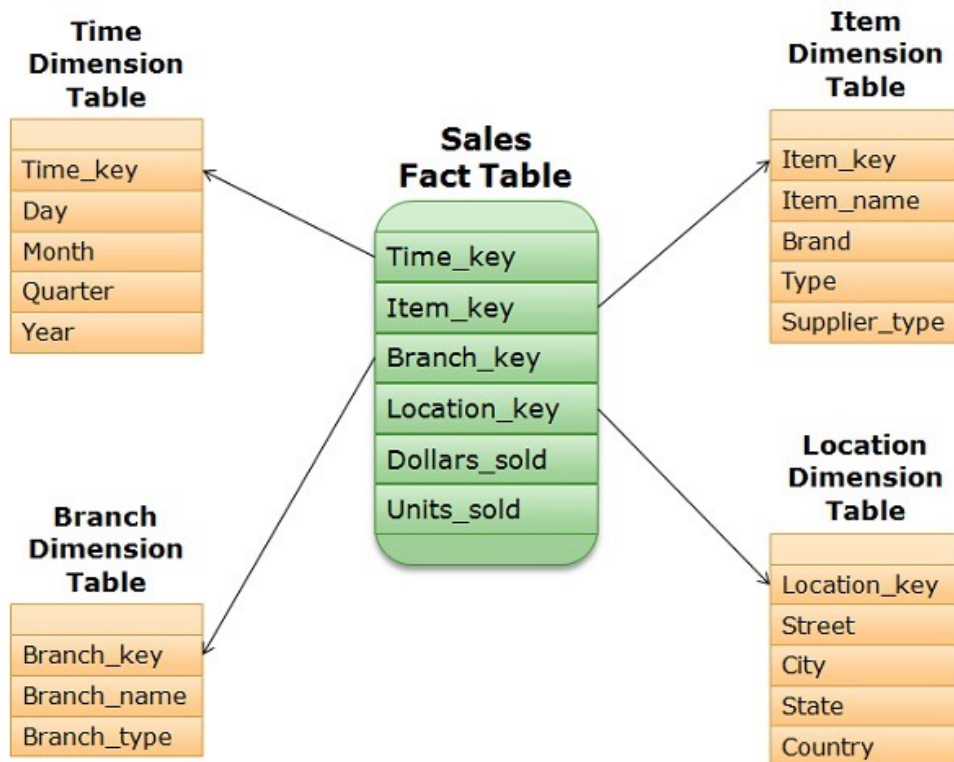 Time
Dimension
Table
Time_key
Day
Month
Quarter
Year
Sales
Fact Table
Time_key
Item_key
Branch_key
Location_key
Dollars_sold
Units_sold
Item
Dimension
Table
Item_key
Item_name
Brand
Type
Supplier_type
Branch
Dimension
Table
Branch_key
Branch_name
Branch_type
Location
Dimension
Table
Location_key
Street
City
State
Country